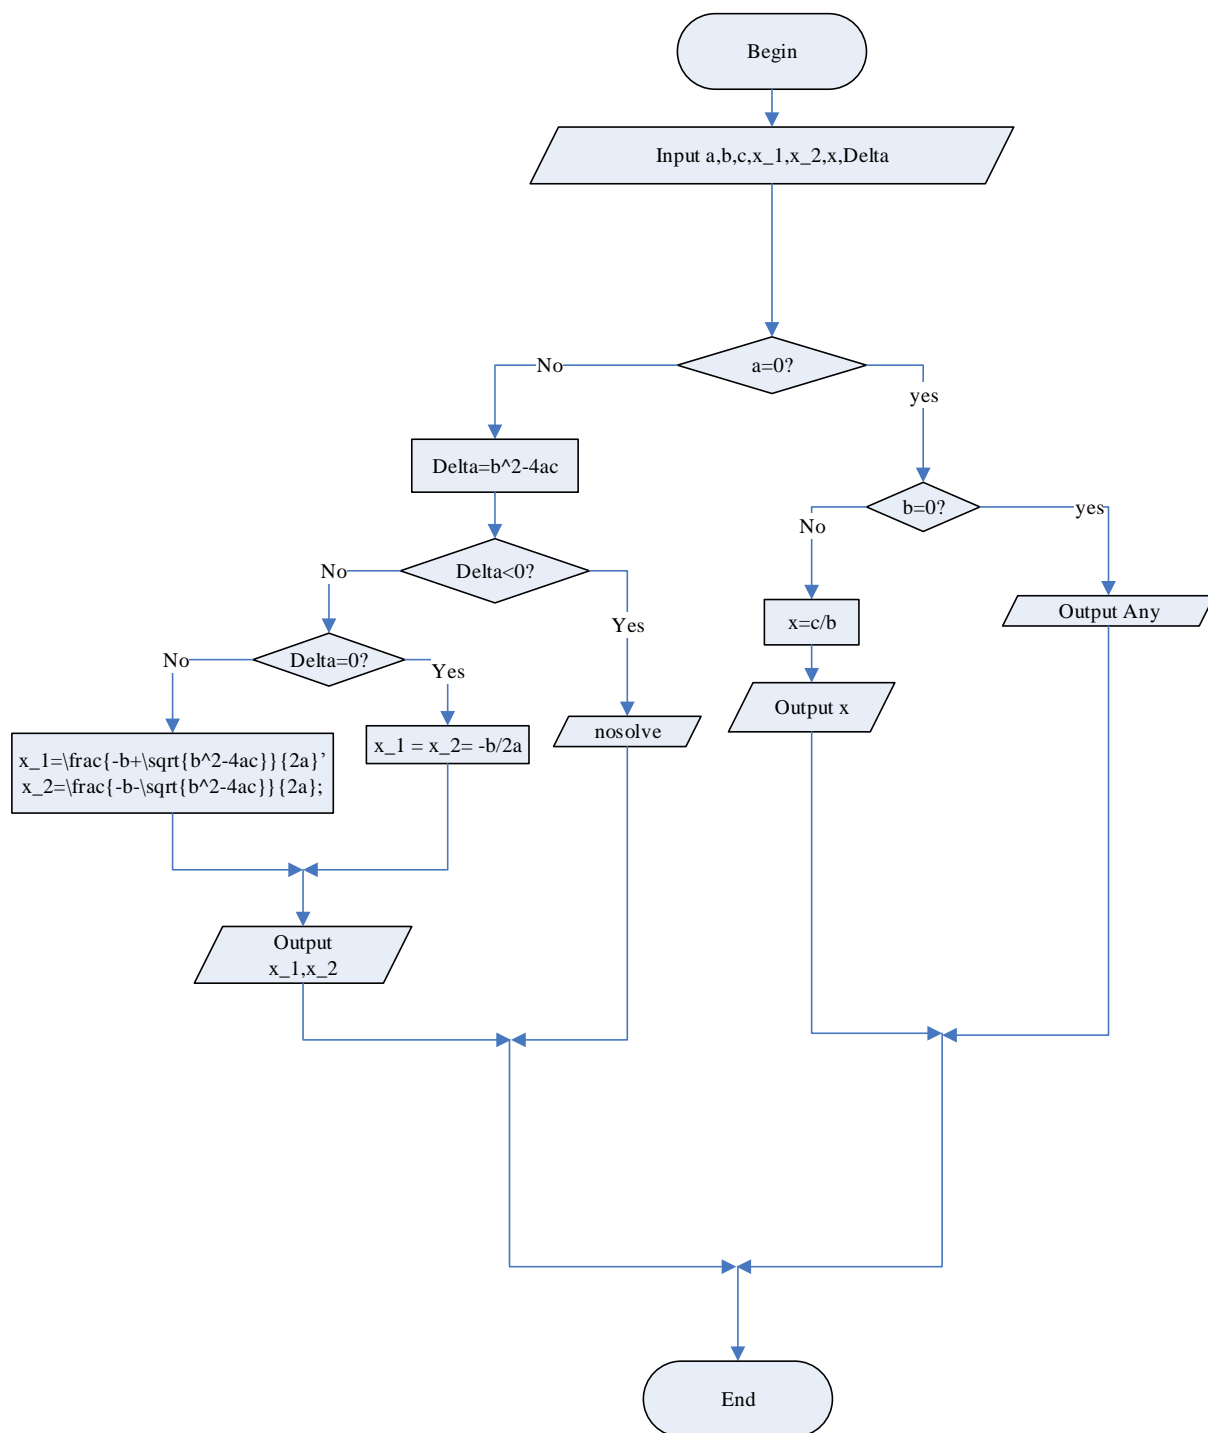 Begin
Input a,b,c,x_1,x_2,x,Delta
a=0?
No
yes
Delta=b^2-4ac
b=0?
No
yes
Delta<0?
No
Yes
x=c/b
Output Any
Delta=0?
No
Yes
Output x
nosolve
x_1=\frac{-b+\sqrt{b^2-4ac}}{2a}’
x_2=\frac{-b-\sqrt{b^2-4ac}}{2a};
x_1 = x_2= -b/2a
Output
x_1,x_2
End